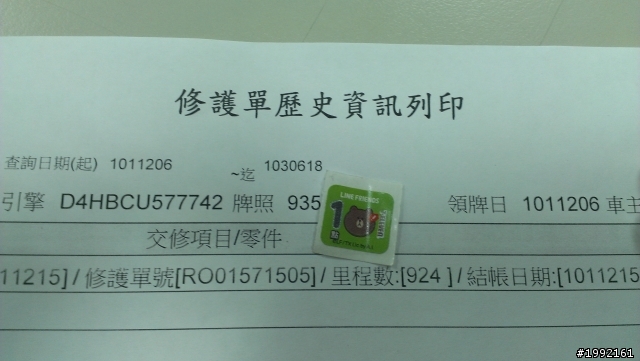 修護單歷史資訊列印
查詢日期(起) 1011206 ~迄 1030618
引擎 D4HBCU577742 牌照 935 領牌日 1011206 車主
LINE FRIENDS
1
點
交修項目/零件
11215] / 修護單號[RO01571505] / 里程數:[924 ] / 結帳日期:[1011215
#1992161